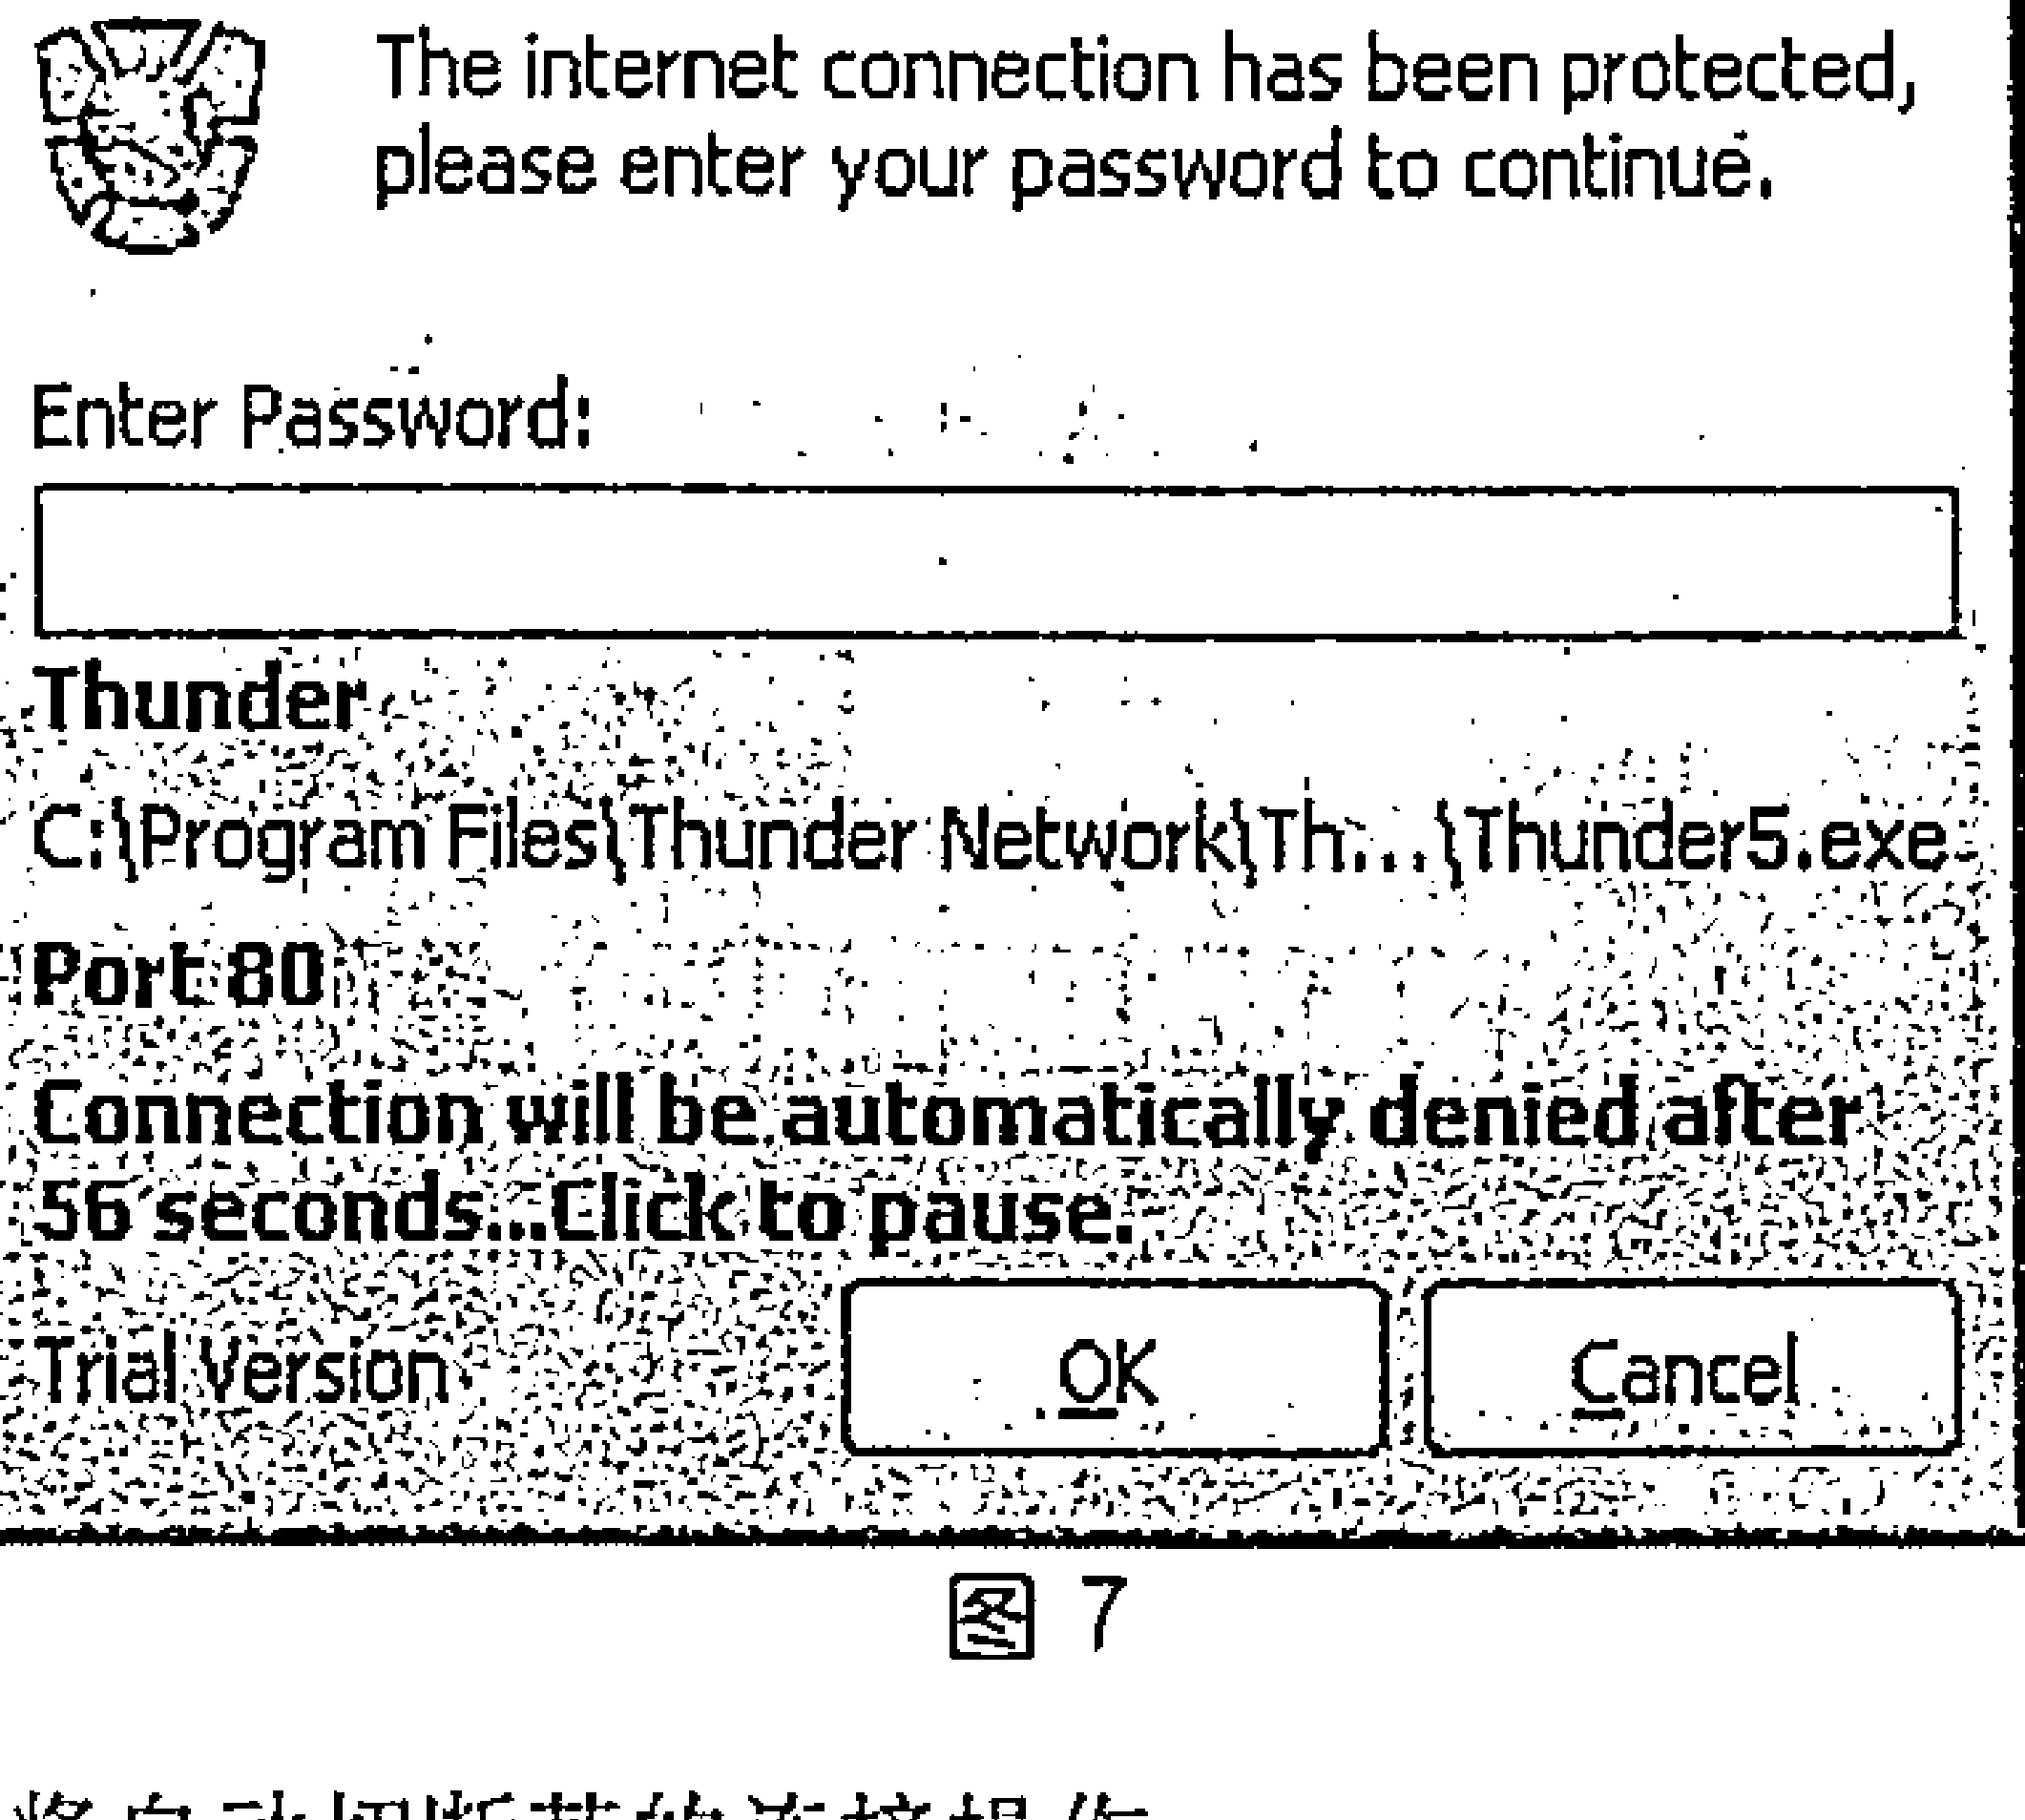 The internet connection has been protected,
please enter your password to continue.
Enter Password:
Thunder
C:\Program Files\Thunder Network\Th...\Thunder5.exe
Port 80
Connection will be automatically denied after
56 seconds...Click to pause.
Trial Version
OK
Cancel
图 7